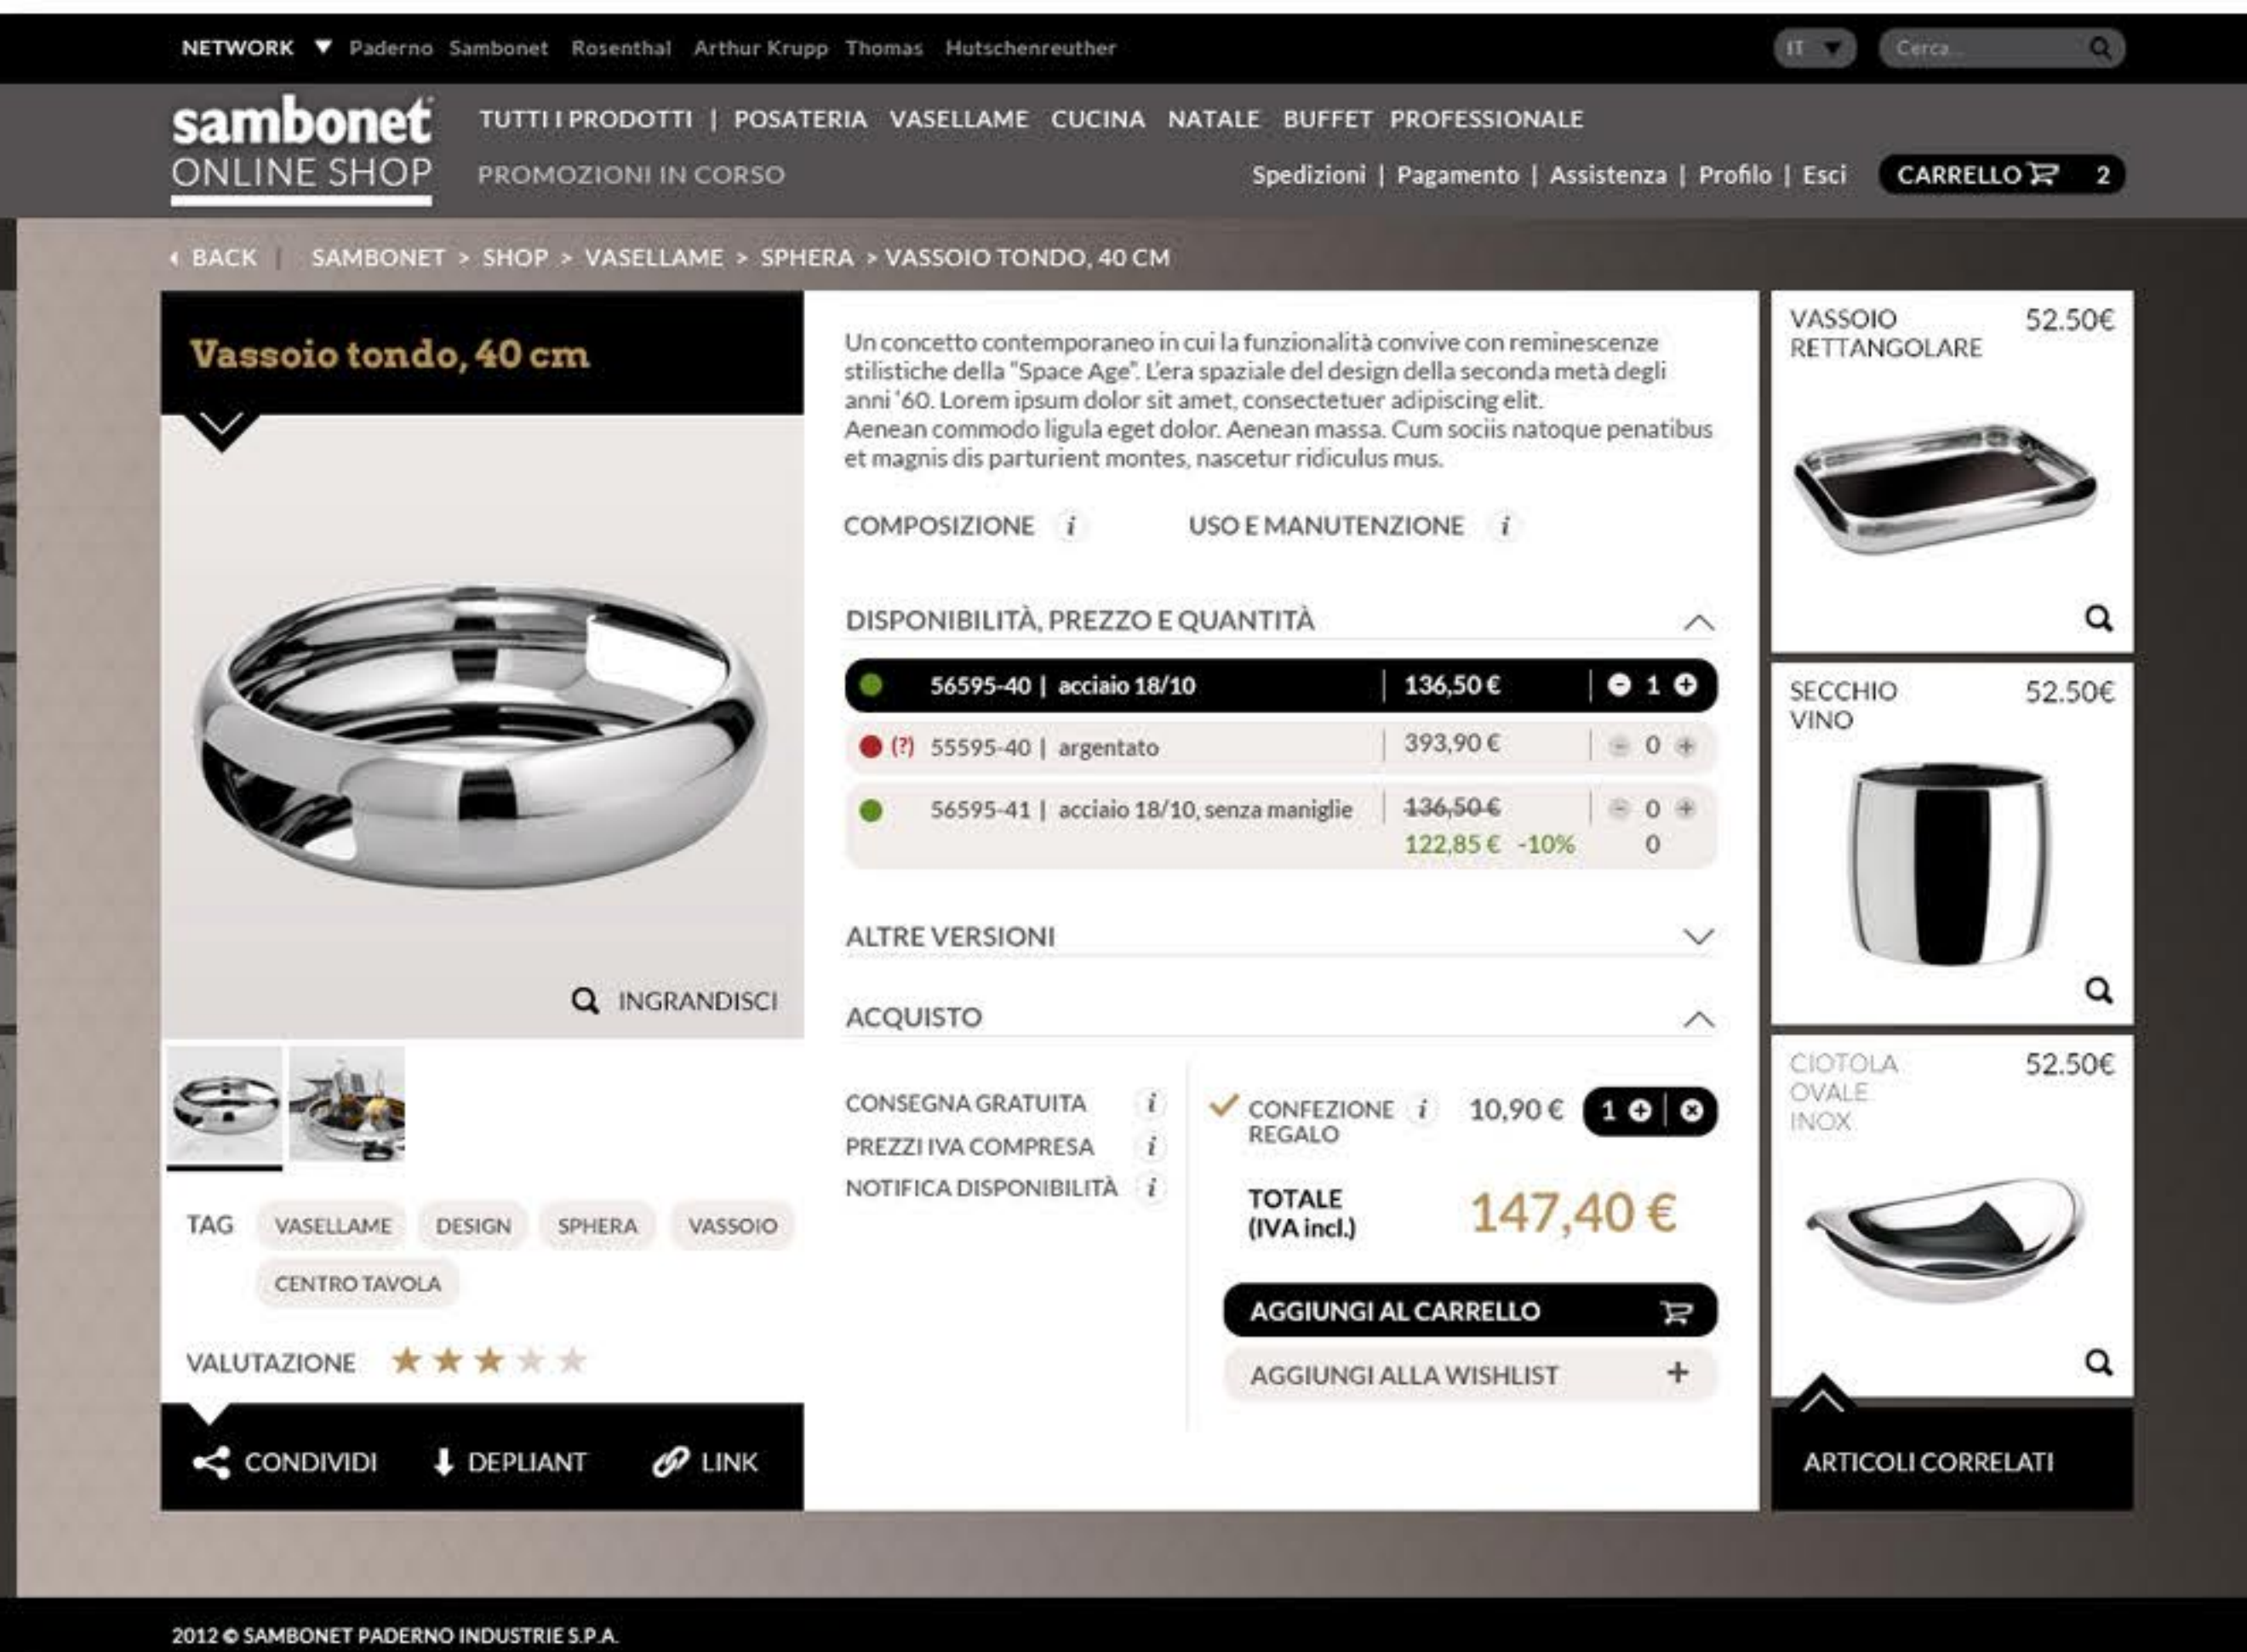 NETWORK ▼ Paderno Sambonet Rosenthal Arthur Krupp Thomas Hutschenreuther
IT ▼ Cerca...
sambonet
ONLINE SHOP
TUTTI I PRODOTTI | POSATERIA VASELLAME CUCINA NATALE BUFFET PROFESSIONALE
PROMOZIONI IN CORSO
Spedizioni | Pagamento | Assistenza | Profilo | Esci
CARRELLO 2
BACK | SAMBONET > SHOP > VASELLAME > SPHERA > VASSOIO TONDO, 40 CM
Vassoio tondo, 40 cm
INGRANDISCI
TAG VASELLAME DESIGN SPHERA VASSOIO
CENTRO TAVOLA
VALUTAZIONE
CONDIVIDI DEPLIANT LINK
Un concetto contemporaneo in cui la funzionalità convive con reminescenze
stilistiche della "Space Age". L'era spaziale del design della seconda metà degli
anni '60. Lorem ipsum dolor sit amet, consectetuer adipiscing elit.
Aenean commodo ligula eget dolor. Aenean massa. Cum sociis natoque penatibus
et magnis dis parturient montes, nascetur ridiculus mus.
COMPOSIZIONE i USO E MANUTENZIONE i
DISPONIBILITÀ, PREZZO E QUANTITÀ
56595-40 | acciaio 18/10 | 136,50 € | - 1 +
(?) 55595-40 | argentato | 393,90 € | - 0 +
56595-41 | acciaio 18/10, senza maniglie | 136,50 € | - 0 +
122,85 € -10% 0
ALTRE VERSIONI
ACQUISTO
CONSEGNA GRATUITA i
PREZZI IVA COMPRESA i
NOTIFICA DISPONIBILITÀ i
CONFEZIONE i 10,90 € 1 + | x
REGALO
TOTALE
(IVA incl.)
147,40 €
AGGIUNGI AL CARRELLO
AGGIUNGI ALLA WISHLIST +
VASSOIO 52.50€
RETTANGOLARE
SECCHIO 52.50€
VINO
CIOTOLA 52.50€
OVALE
INOX
ARTICOLI CORRELATI
2012 © SAMBONET PADERNO INDUSTRIE S.P.A.